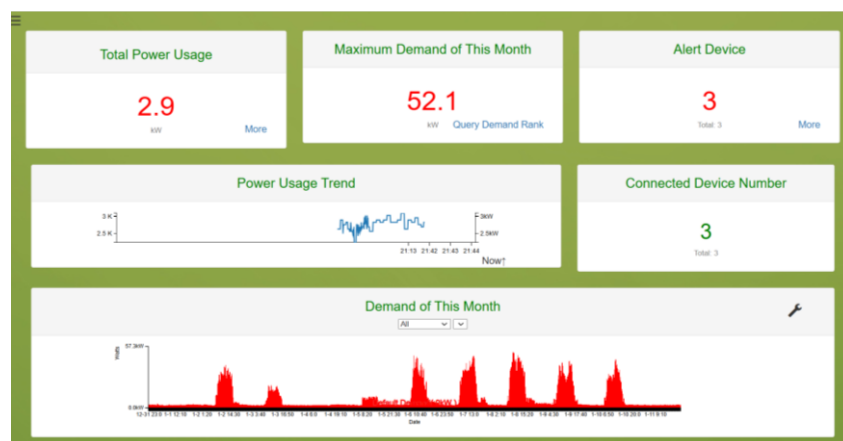 Total Power Usage
2.9
kW
More
Maximum Demand of This Month
52.1
kW Query Demand Rank
Alert Device
3
Total: 3
More
Power Usage Trend
3 K
2.5 K
3kW
2.5kW
21:13 21:42 21:43 21:44
Now↑
Connected Device Number
3
Total: 3
Demand of This Month
All
57.3kW
Watts
Date